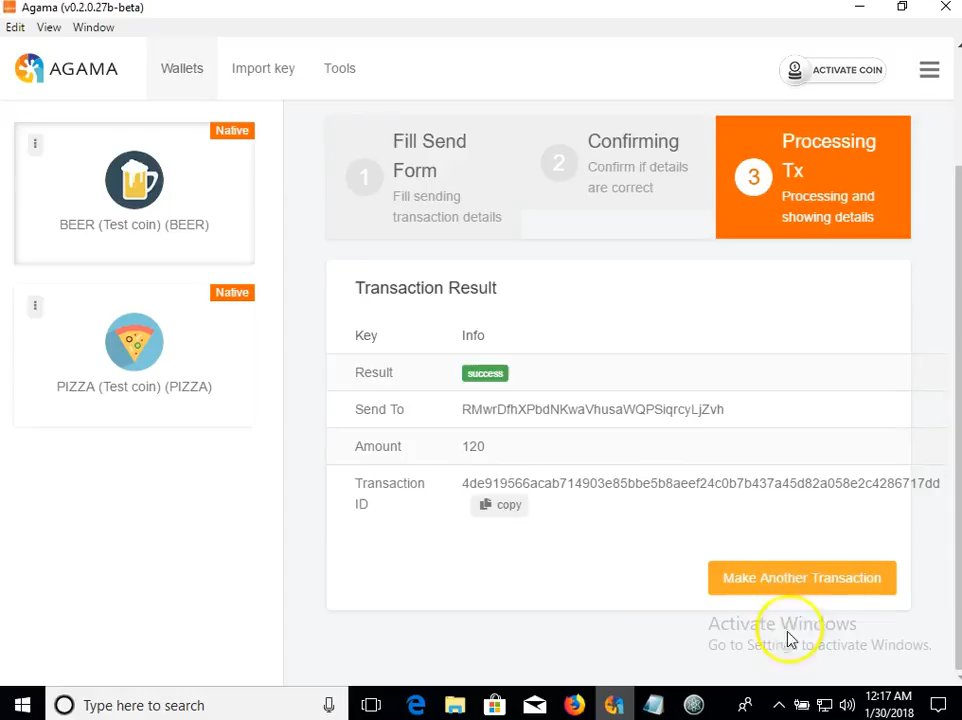 Agama (v0.2.0.27b-beta)
Edit View Window
AGAMA Wallets Import key Tools ACTIVATE COIN
Native
BEER (Test coin) (BEER)
Native
PIZZA (Test coin) (PIZZA)
1
Fill Send
Form
Fill sending
transaction details
2
Confirming
Confirm if details
are correct
3
Processing
Tx
Processing and
showing details
Transaction Result
Key Info
Result success
Send To RMwrDfhXPbdNKwaVhusaWQPSiqrcyLjZvh
Amount 120
Transaction 4de919566acab714903e85bbe5b8aeef24c0b7b437a45d82a058e2c4286717dd
ID copy
Make Another Transaction
Activate Windows
Go to Settings to activate Windows.
Type here to search
12:17 AM
1/30/2018